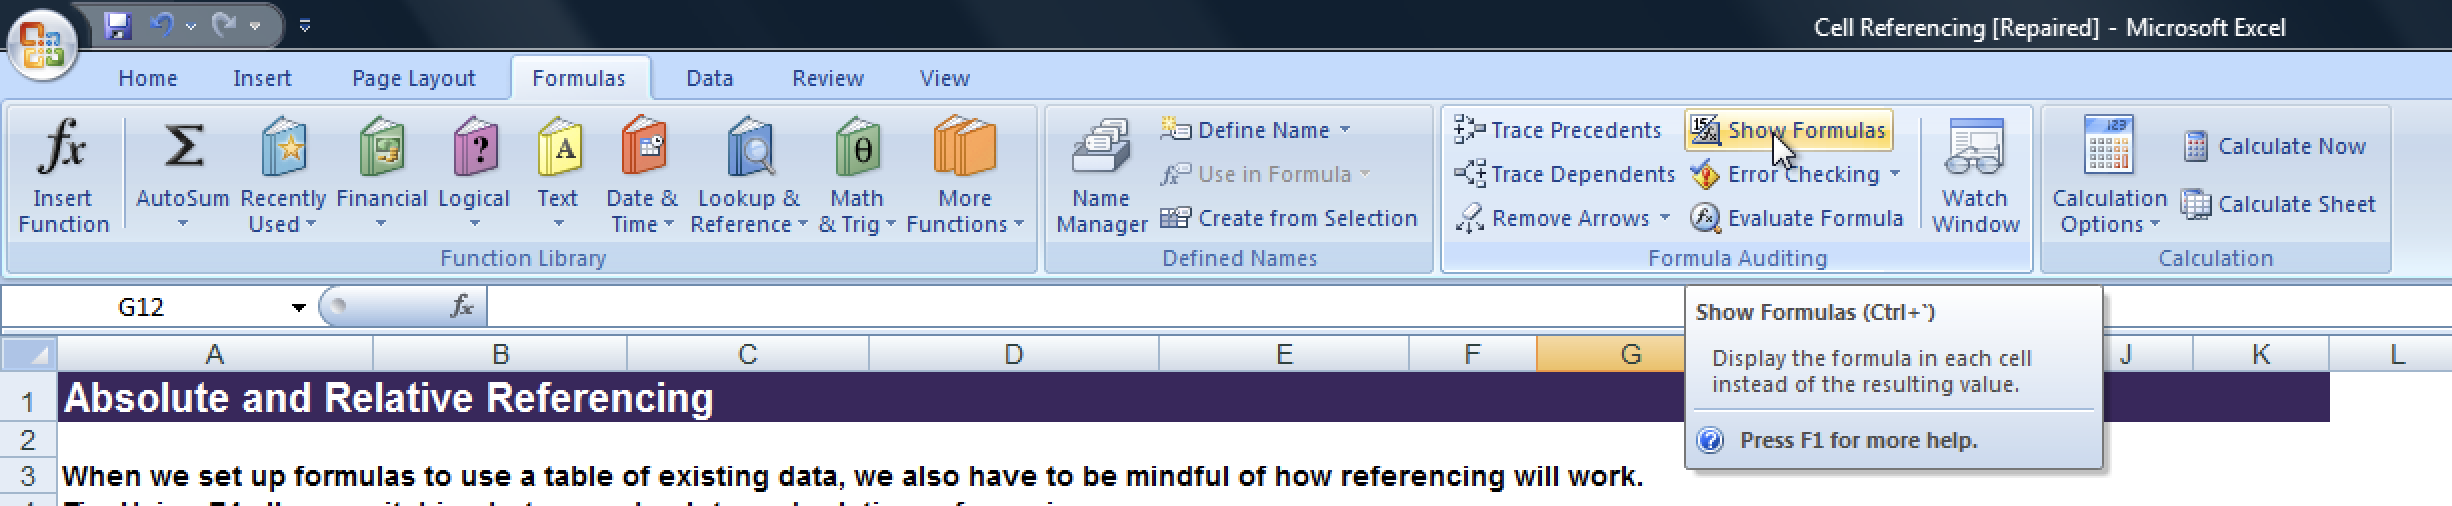 Cell Referencing [Repaired] - Microsoft Excel
Home Insert Page Layout Formulas Data Review View
fx Insert Function
Σ AutoSum
Recently Used
Financial
? Logical
A Text
Date & Time
Lookup & Reference
θ Math & Trig
More Functions
Function Library
Name Manager
Define Name
Use in Formula
Create from Selection
Defined Names
Trace Precedents
Trace Dependents
Remove Arrows
Show Formulas
Error Checking
Evaluate Formula
Watch Window
Formula Auditing
Calculation Options
Calculate Now
Calculate Sheet
Calculation
G12 fx
Show Formulas (Ctrl+`)
Display the formula in each cell
instead of the resulting value.
Press F1 for more help.
A B C D E F G J K L
1 Absolute and Relative Referencing
2
3 When we set up formulas to use a table of existing data, we also have to be mindful of how referencing will work.